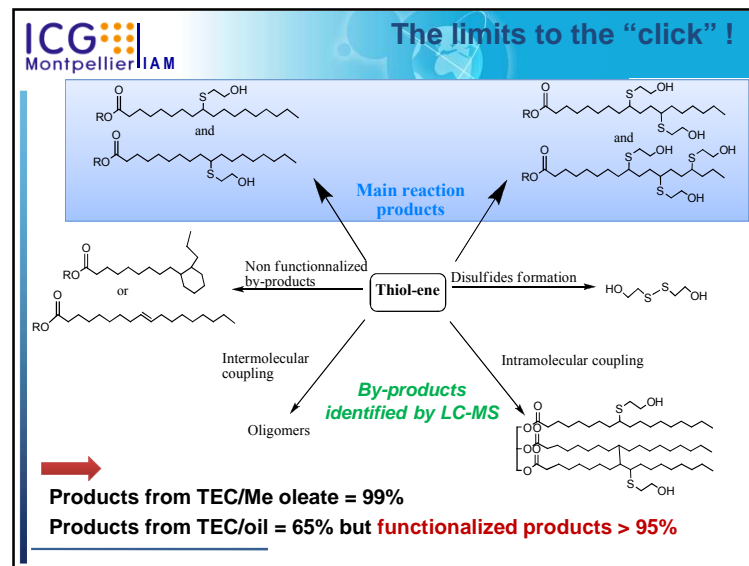 ICG
Montpellier IAM
The limits to the “click” !
O
RO
S
OH
and
O
RO
S
OH
O
RO
S
OH
S
OH
and
O
RO
S
OH
S
OH
S
OH
Main reaction
products
O
RO
or
O
RO
Non functionnalized
by-products
Thiol-ene
Disulfides formation
HO
S
S
OH
Intermolecular
coupling
Oligomers
By-products
identified by LC-MS
Intramolecular coupling
O
O
S
OH
O
O
O
O
O
S
OH
Products from TEC/Me oleate = 99%
Products from TEC/oil = 65% but functionalized products > 95%